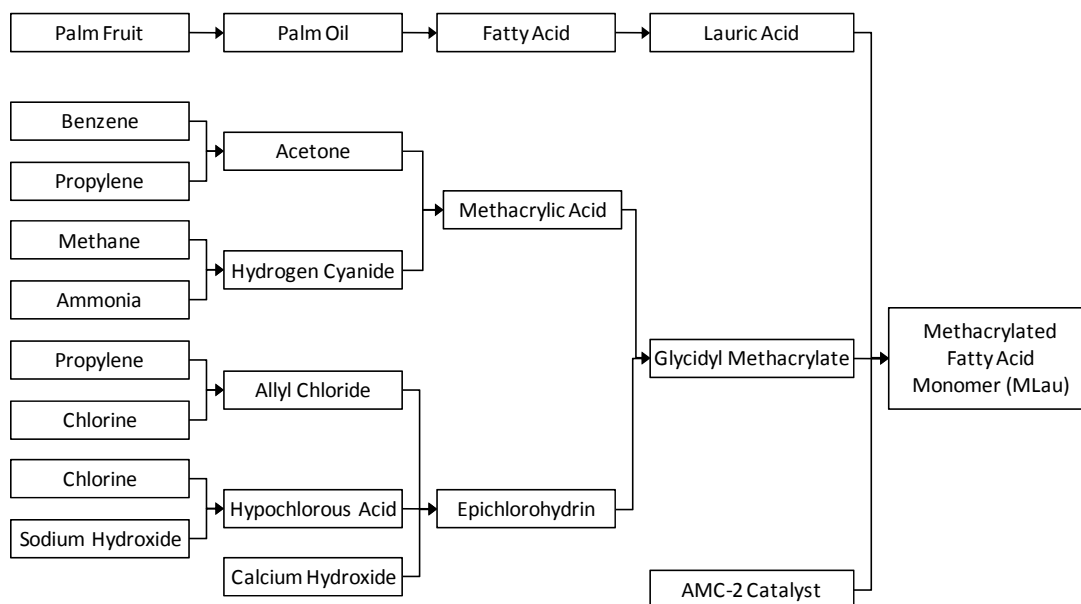 Palm Fruit
Palm Oil
Fatty Acid
Lauric Acid
Benzene
Propylene
Acetone
Methane
Ammonia
Hydrogen Cyanide
Methacrylic Acid
Propylene
Chlorine
Allyl Chloride
Chlorine
Sodium Hydroxide
Hypochlorous Acid
Calcium Hydroxide
Epichlorohydrin
Glycidyl Methacrylate
AMC-2 Catalyst
Methacrylated
Fatty Acid
Monomer (MLau)